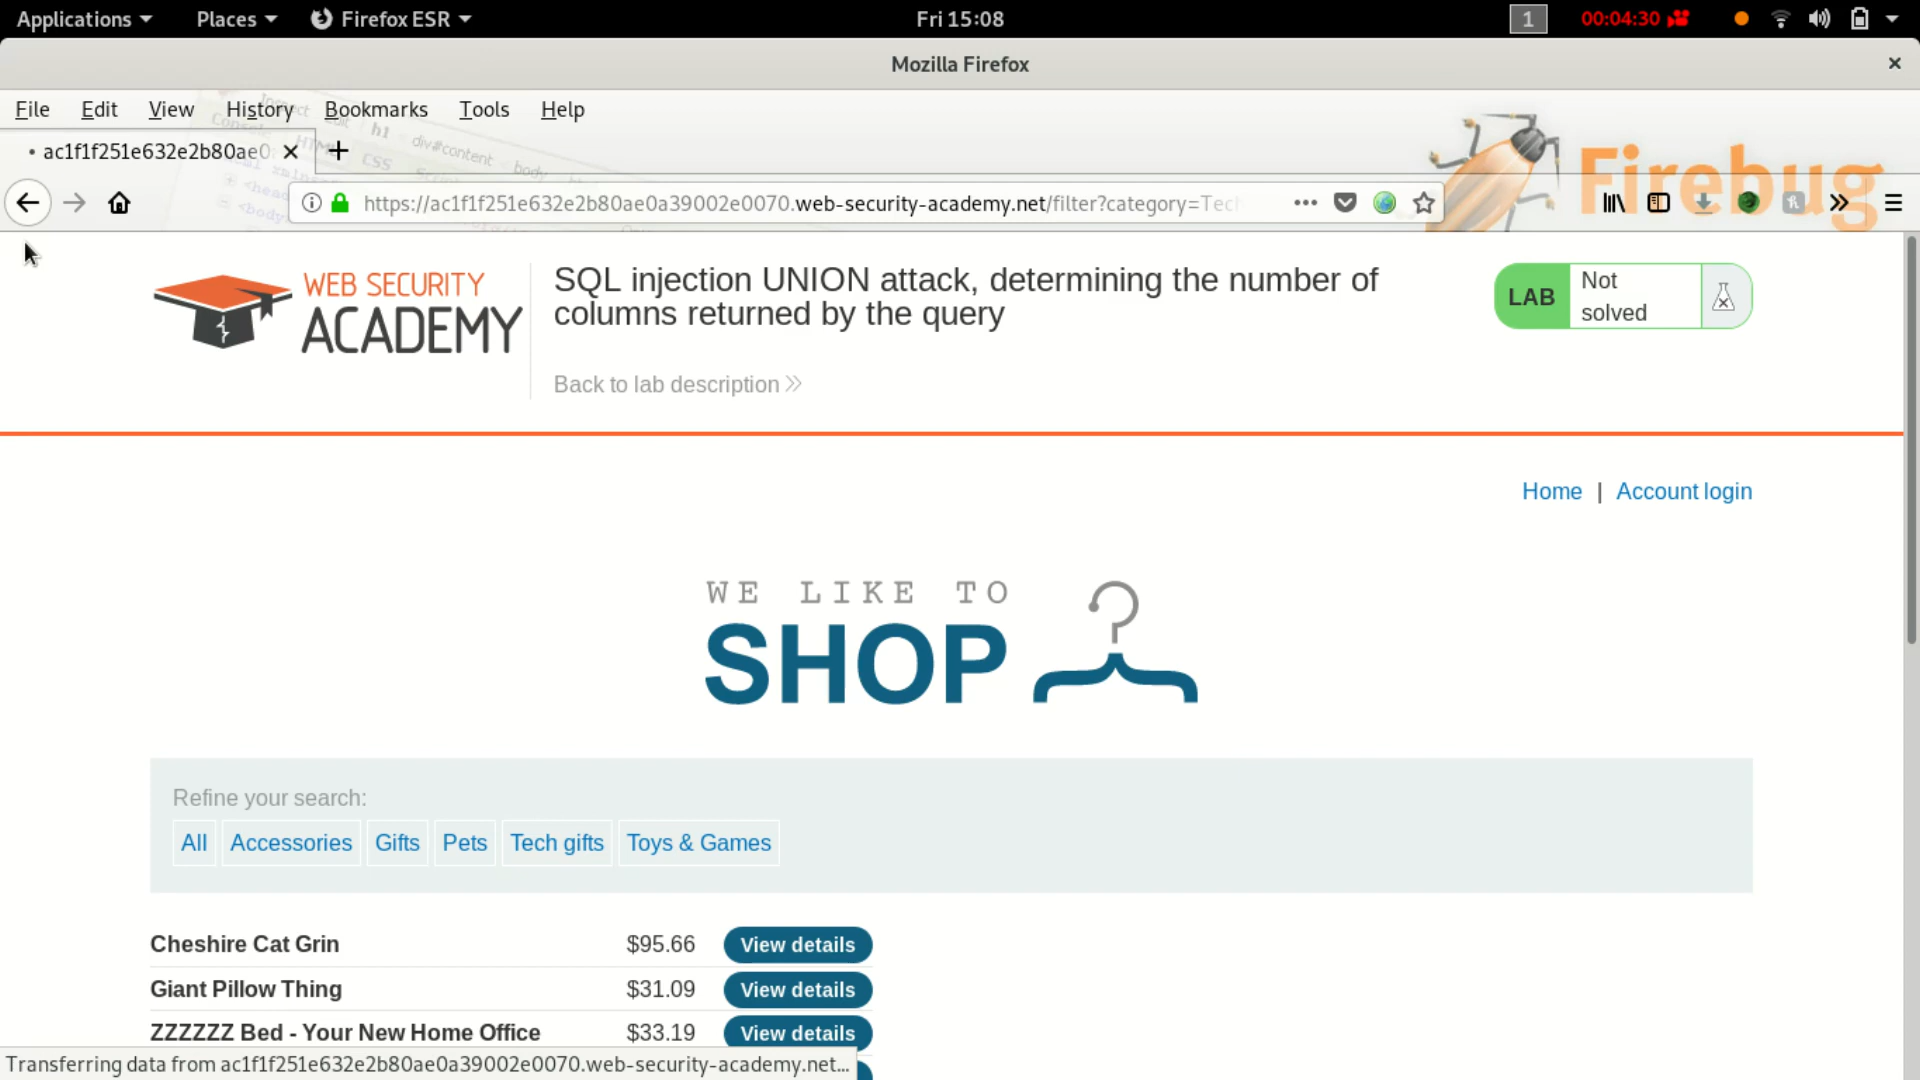 Applications Places Firefox ESR Fri 15:08 1 00:04:30
Mozilla Firefox
File Edit View History Bookmarks Tools Help
ac1f1f251e632e2b80ae0
https://ac1f1f251e632e2b80ae0a39002e0070.web-security-academy.net/filter?category=Tech
Firebug
WEB SECURITY
ACADEMY
SQL injection UNION attack, determining the number of
columns returned by the query
Back to lab description
LAB
Not
solved
Home | Account login
WE LIKE TO
SHOP
Refine your search:
All Accessories Gifts Pets Tech gifts Toys & Games
Cheshire Cat Grin $95.66 View details
Giant Pillow Thing $31.09 View details
ZZZZZZ Bed - Your New Home Office $33.19 View details
Transferring data from ac1f1f251e632e2b80ae0a39002e0070.web-security-academy.net...